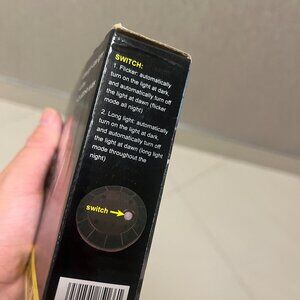 SWITCH:
1. Flicker: automatically
turn on the light at dark,
and automatically turn off
the light at dawn (flicker
mode all night)
2. Long light: automatically
turn on the light at dark,
and automatically turn off
the light at dawn (long light
mode throughout the
night)
switch